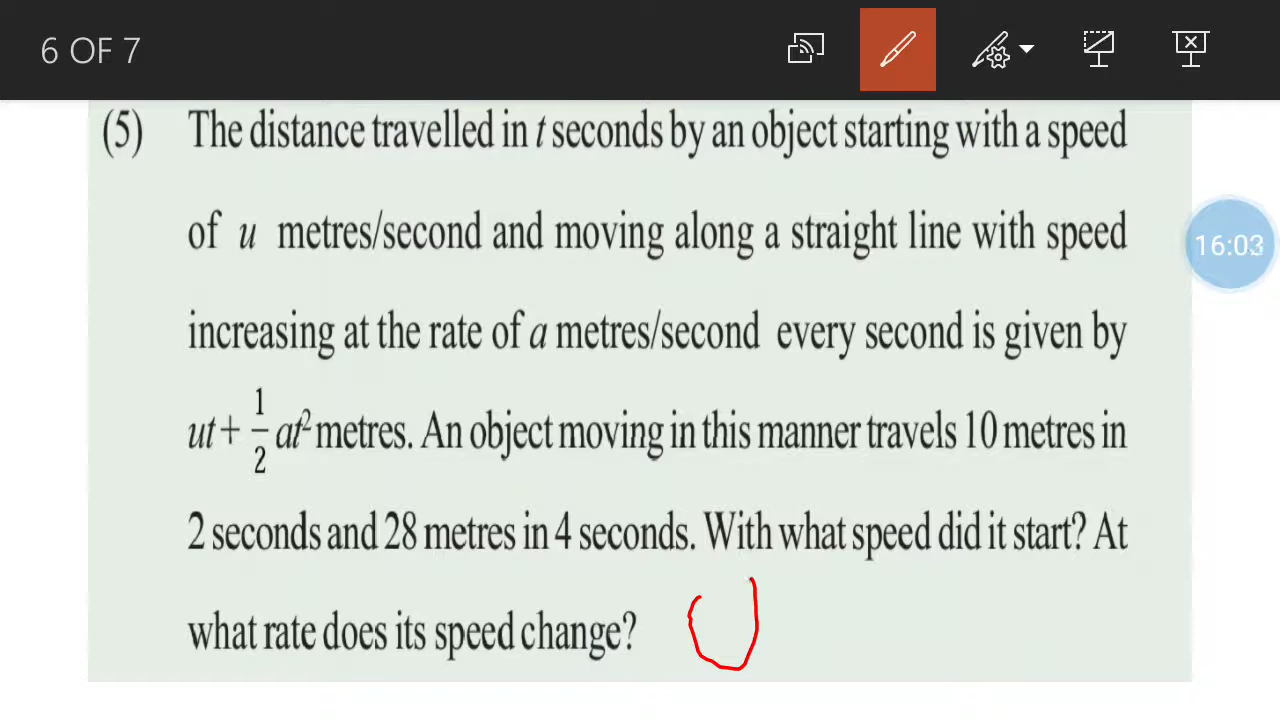 6 OF 7
(5) The distance travelled in t seconds by an object starting with a speed
16:03
of u metres/second and moving along a straight line with speed
increasing at the rate of a metres/second every second is given by
ut + 1/2 at² metres. An object moving in this manner travels 10 metres in
2 seconds and 28 metres in 4 seconds. With what speed did it start? At
what rate does its speed change?